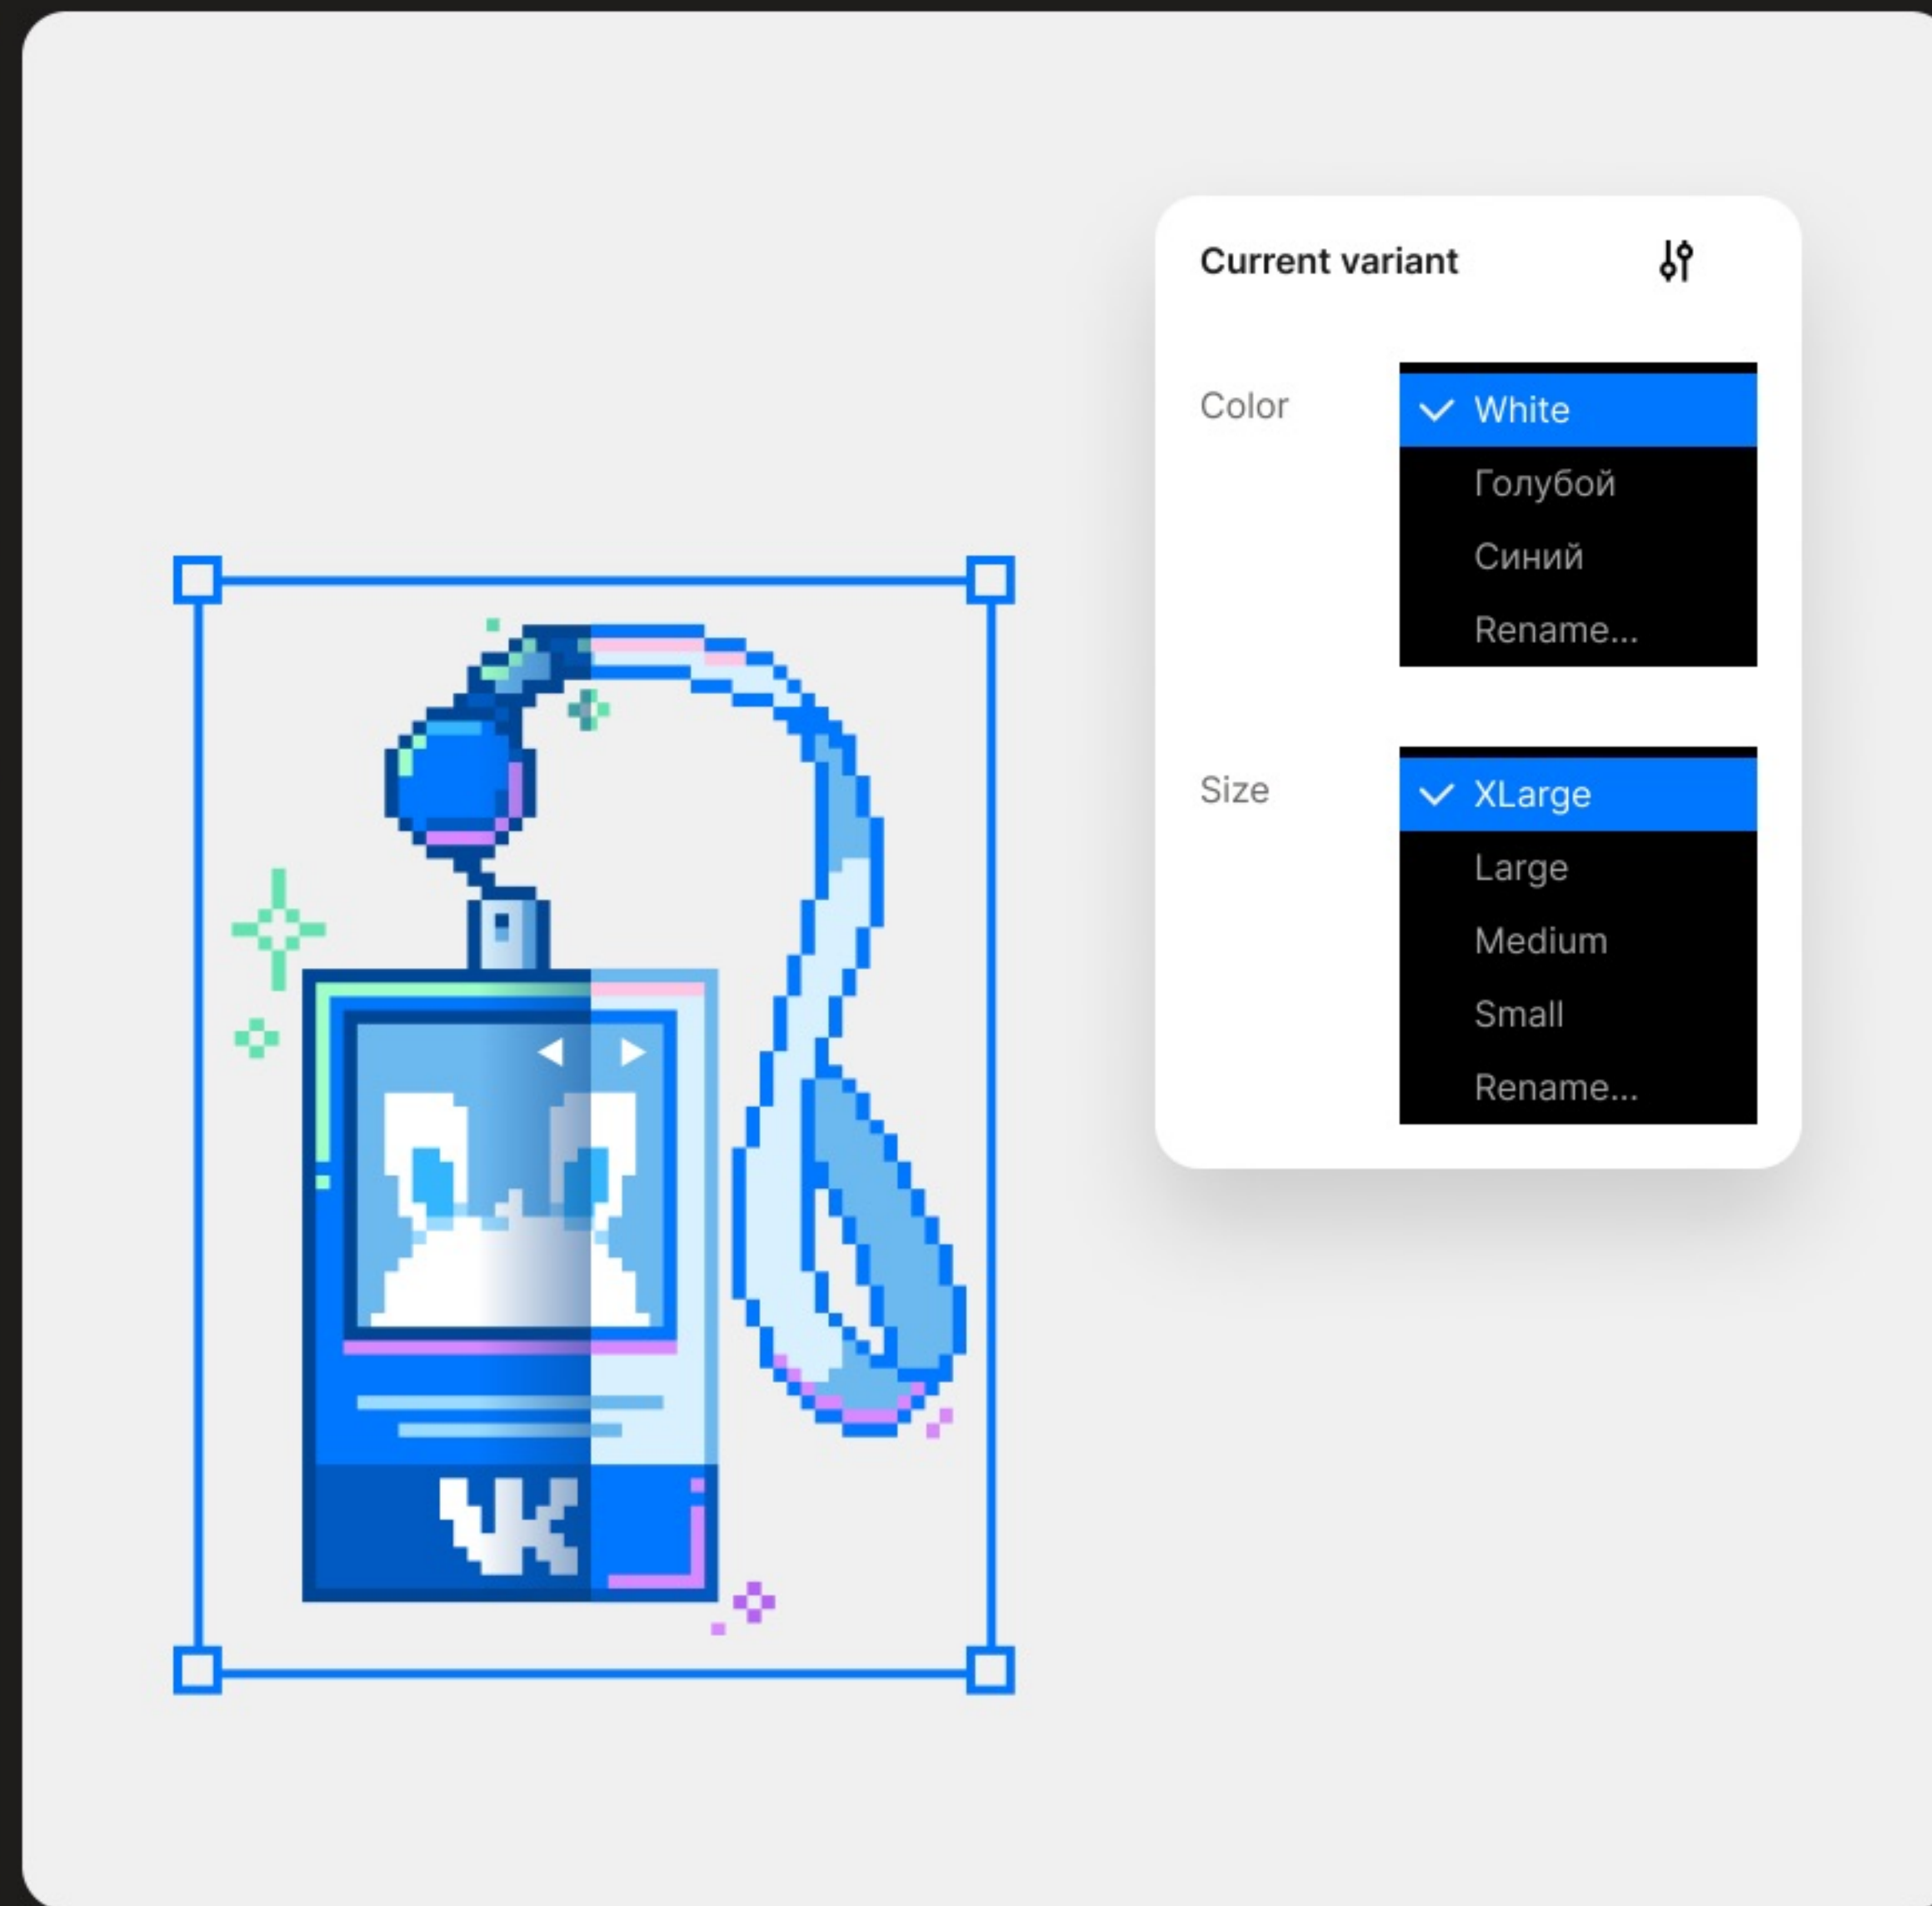 Current variant
Color
White
Голубой
Синий
Rename...
Size
XLarge
Large
Medium
Small
Rename...
VK